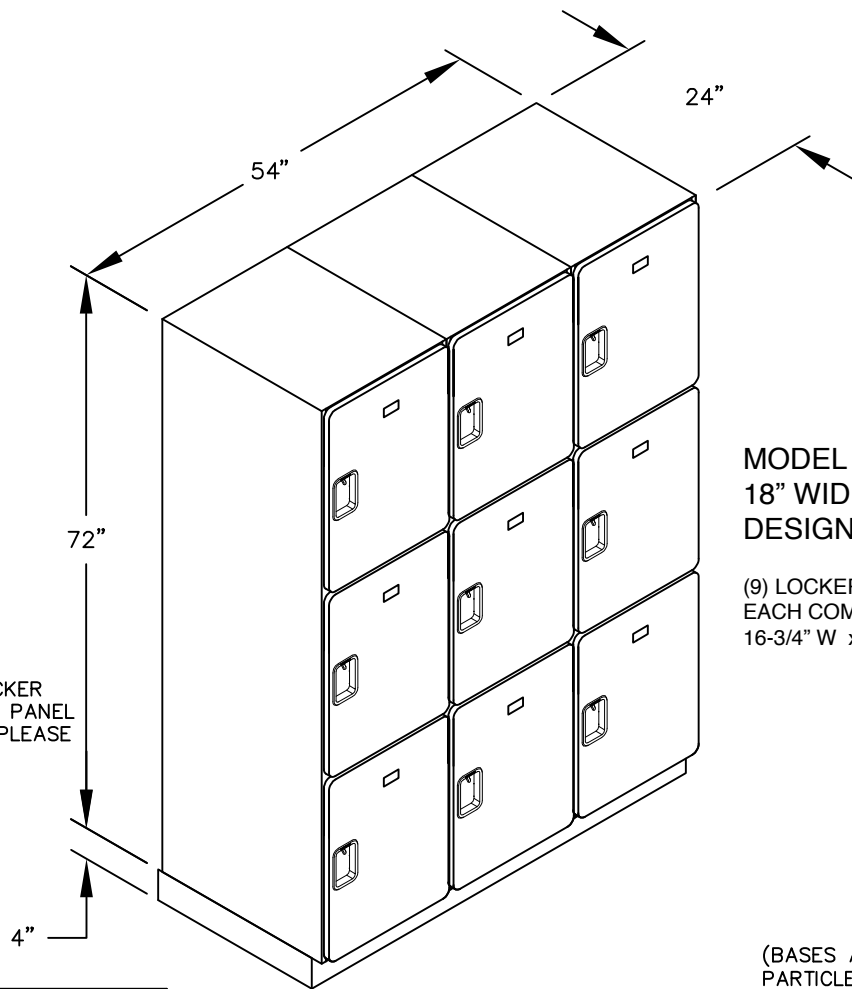 24”
54”
72”
MODEL
18” WID
DESIGN
(9) LOCKER
EACH COM
16-3/4” W x
CKER
PANEL
PLEASE
4”
(BASES A
PARTICLE